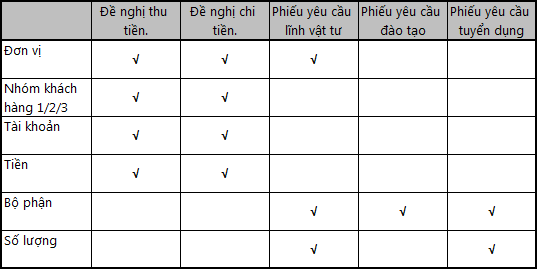 Đề nghị thu Đề nghị chi Phiếu yêu cầu Phiếu yêu cầu Phiếu yêu cầu
tiền. tiền. lĩnh vật tư đào tạo tuyển dụng
Đơn vị √ √ √
Nhóm khách
hàng 1/2/3 √ √
Tài khoản √ √
Tiền √ √
Bộ phận √ √ √
Số lượng √ √